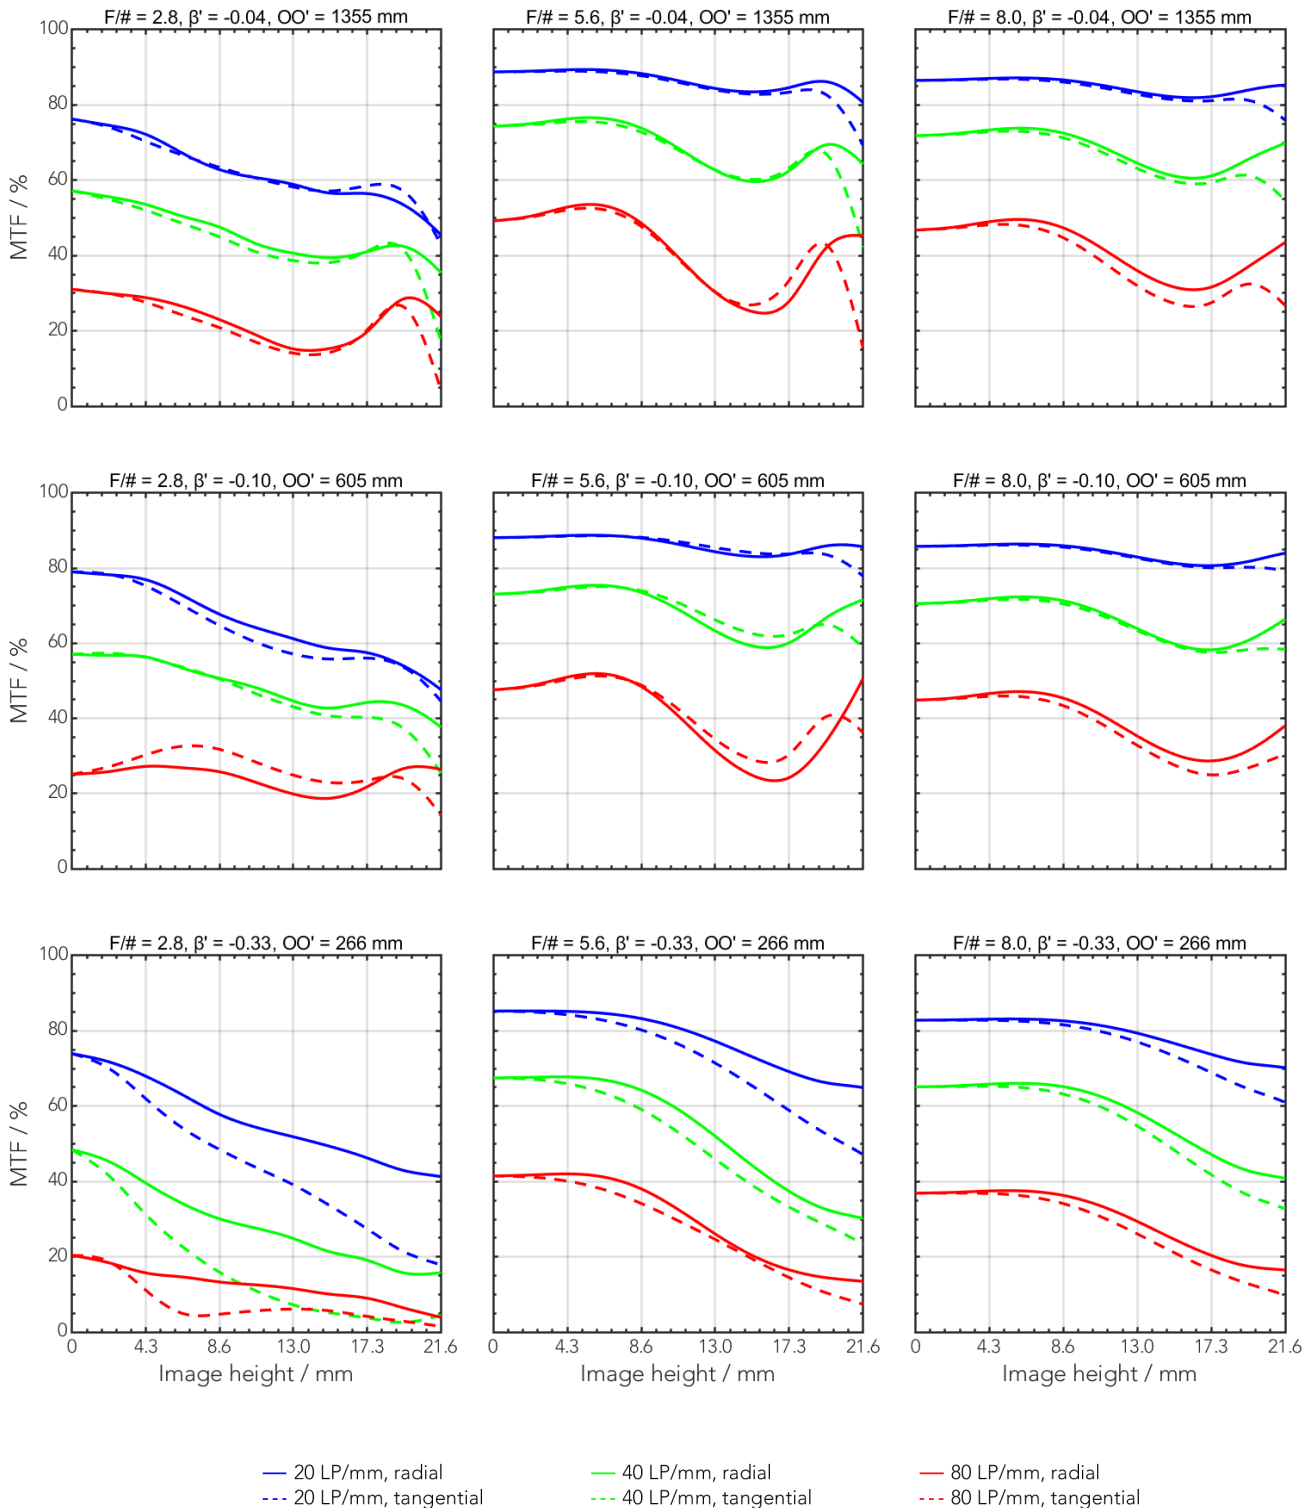 F/# = 2.8, β' = -0.04, OO' = 1355 mm
F/# = 5.6, β' = -0.04, OO' = 1355 mm
F/# = 8.0, β' = -0.04, OO' = 1355 mm
100
80
60
40
20
0
MTF / %
F/# = 2.8, β' = -0.10, OO' = 605 mm
F/# = 5.6, β' = -0.10, OO' = 605 mm
F/# = 8.0, β' = -0.10, OO' = 605 mm
100
80
60
40
20
0
MTF / %
F/# = 2.8, β' = -0.33, OO' = 266 mm
F/# = 5.6, β' = -0.33, OO' = 266 mm
F/# = 8.0, β' = -0.33, OO' = 266 mm
100
80
60
40
20
0
MTF / %
0 4.3 8.6 13.0 17.3 21.6
0 4.3 8.6 13.0 17.3 21.6
0 4.3 8.6 13.0 17.3 21.6
Image height / mm
Image height / mm
Image height / mm
20 LP/mm, radial
40 LP/mm, radial
80 LP/mm, radial
20 LP/mm, tangential
40 LP/mm, tangential
80 LP/mm, tangential